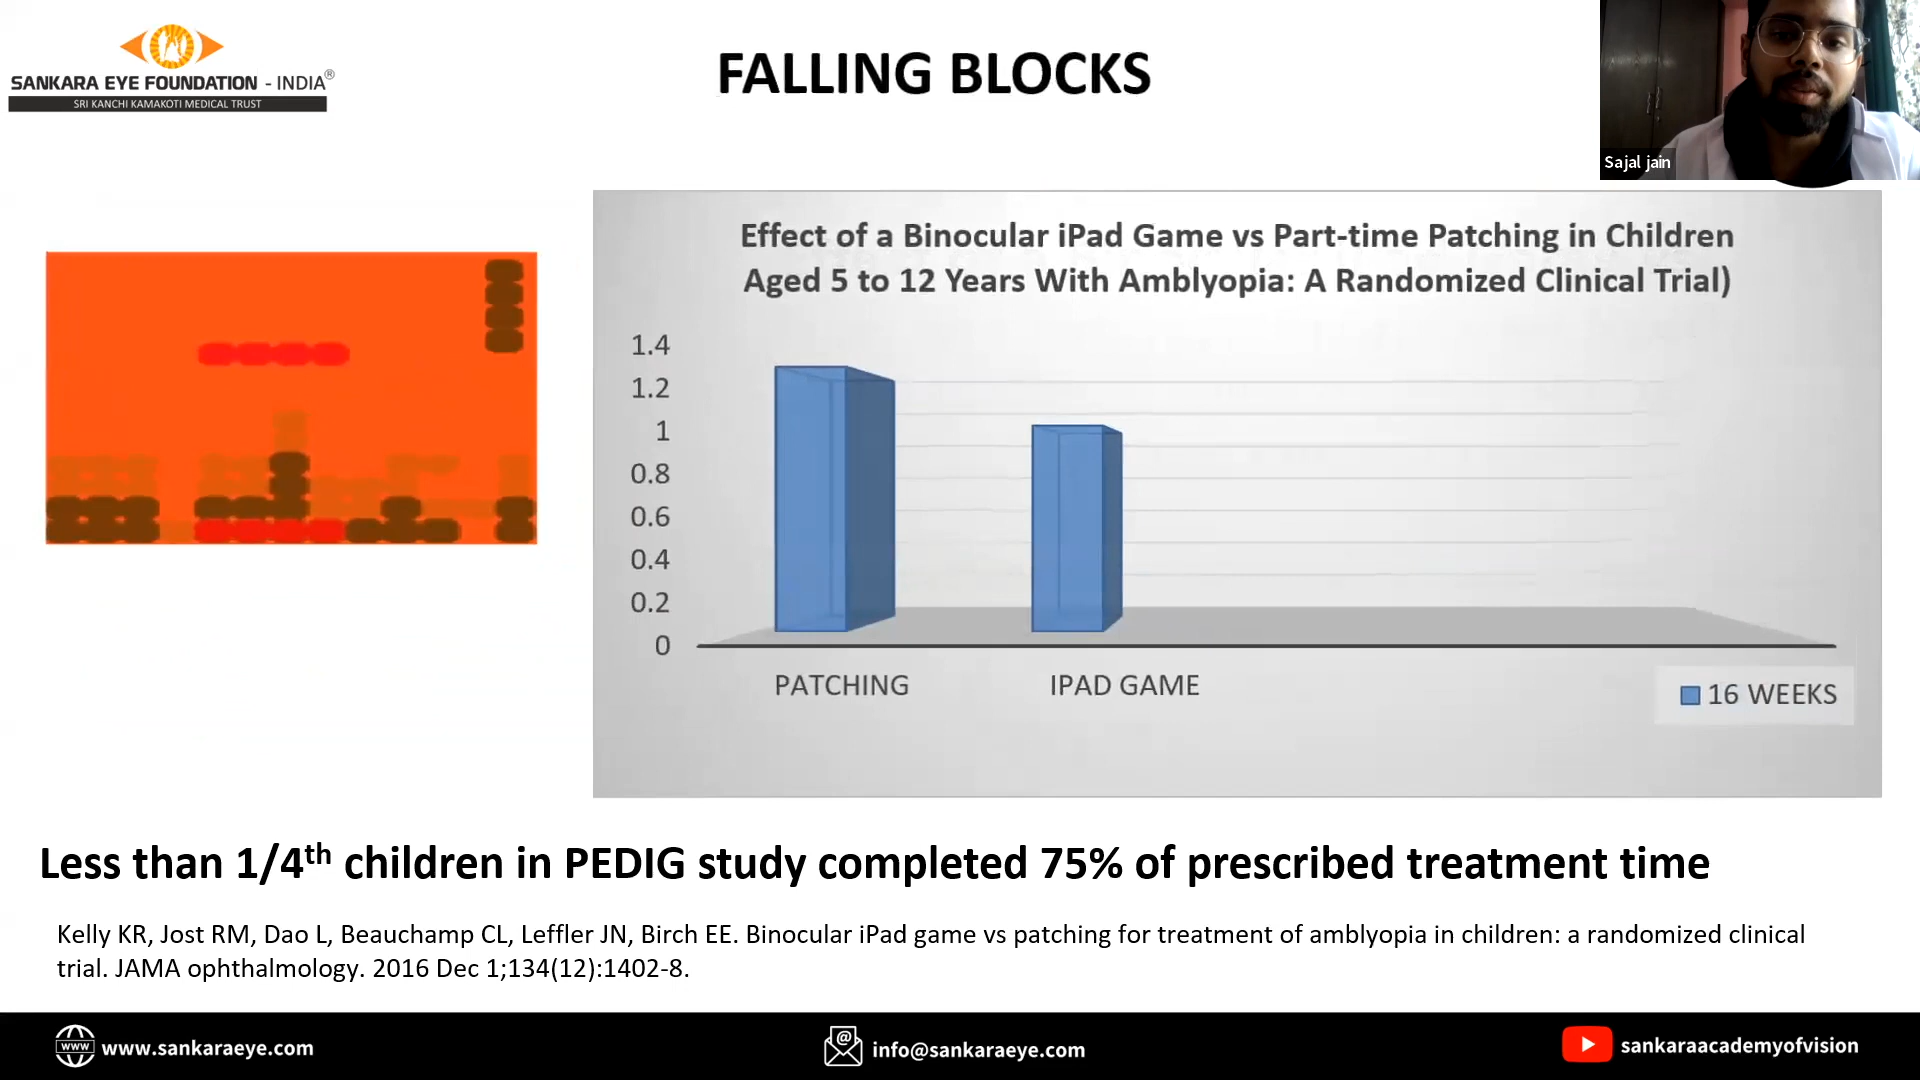 SANKARA EYE FOUNDATION - INDIA®
SRI KANCHI KAMAKOTI MEDICAL TRUST
FALLING BLOCKS
Sajal jain
Effect of a Binocular iPad Game vs Part-time Patching in Children
Aged 5 to 12 Years With Amblyopia: A Randomized Clinical Trial)
1.4
1.2
1
0.8
0.6
0.4
0.2
0
PATCHING
IPAD GAME
16 WEEKS
Less than 1/4th children in PEDIG study completed 75% of prescribed treatment time
Kelly KR, Jost RM, Dao L, Beauchamp CL, Leffler JN, Birch EE. Binocular iPad game vs patching for treatment of amblyopia in children: a randomized clinical
trial. JAMA ophthalmology. 2016 Dec 1;134(12):1402-8.
WWW
www.sankaraeye.com
@
info@sankaraeye.com
sankaraacademyofvision